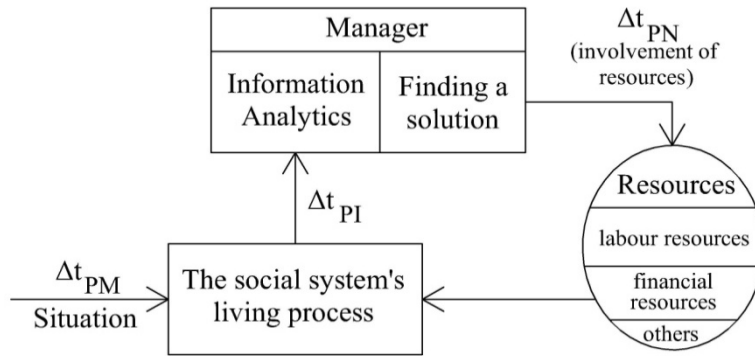 Manager
Information
Analytics
Finding a
solution
Δt PN
(involvement of
resources)
Resources
labour resources
financial
resources
others
Δt PI
Δt PM
Situation
The social system's
living process